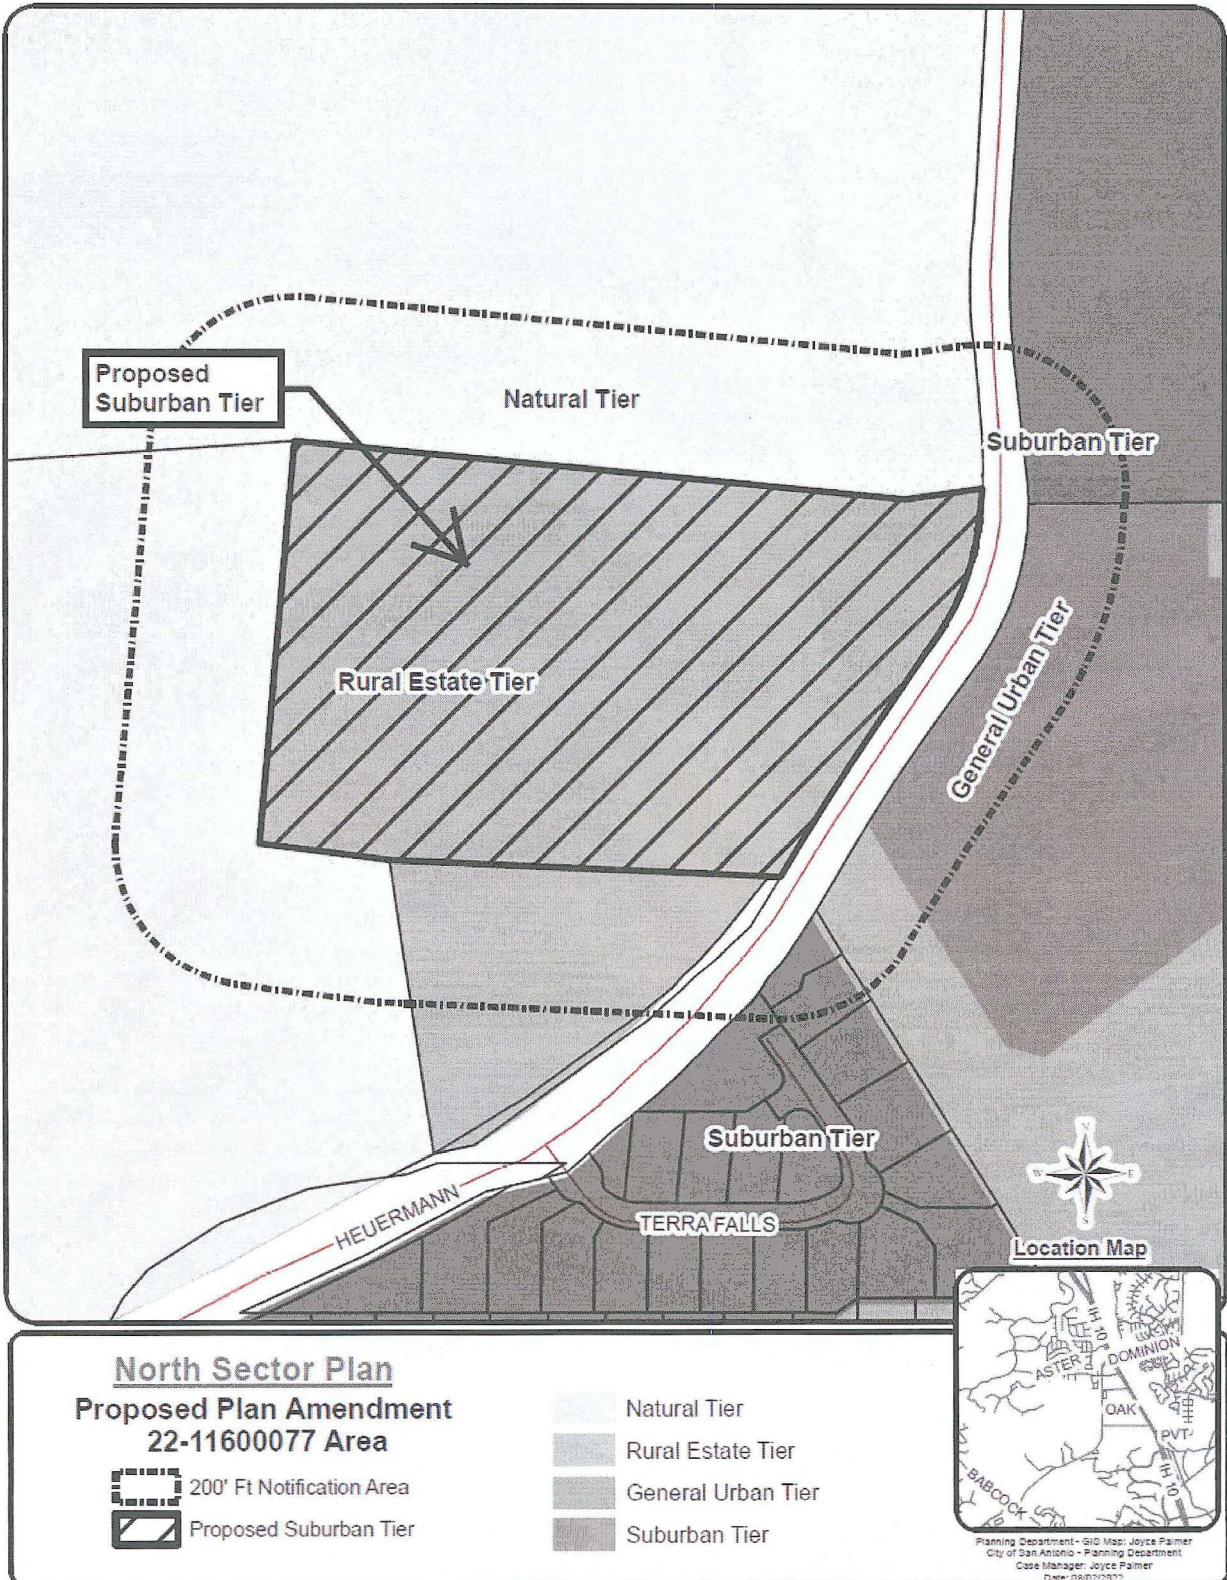 Proposed
Suburban Tier
Natural Tier
Suburban Tier
Rural Estate Tier
General Urban Tier
Suburban Tier
HEUERMANN
TERRA FALLS
N
W E
S
Location Map
IH 10
ASTER
DOMINION
OAK
PVT
IH 10
BABCOCK
North Sector Plan
Proposed Plan Amendment
22-11600077 Area
200' Ft Notification Area
Proposed Suburban Tier
Natural Tier
Rural Estate Tier
General Urban Tier
Suburban Tier
Planning Department - GIS Map: Joyce Palmer
City of San Antonio - Planning Department
Case Manager: Joyce Palmer